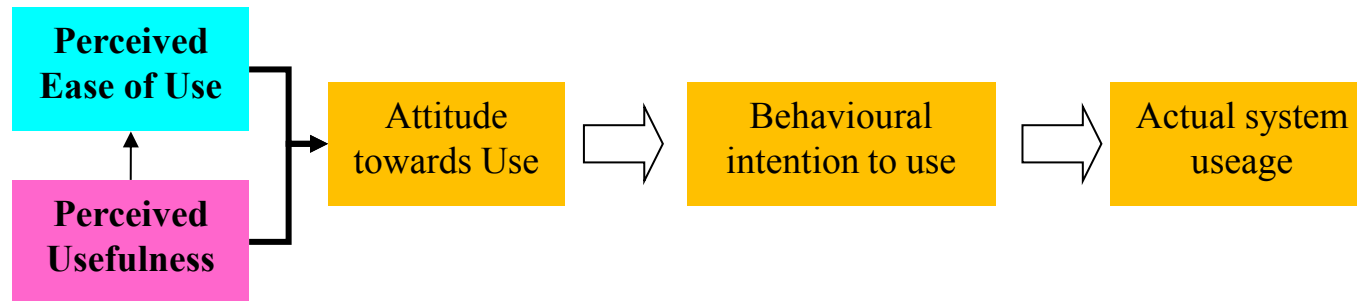 Perceived
Ease of Use
Perceived
Usefulness
Attitude
towards Use
Behavioural
intention to use
Actual system
useage